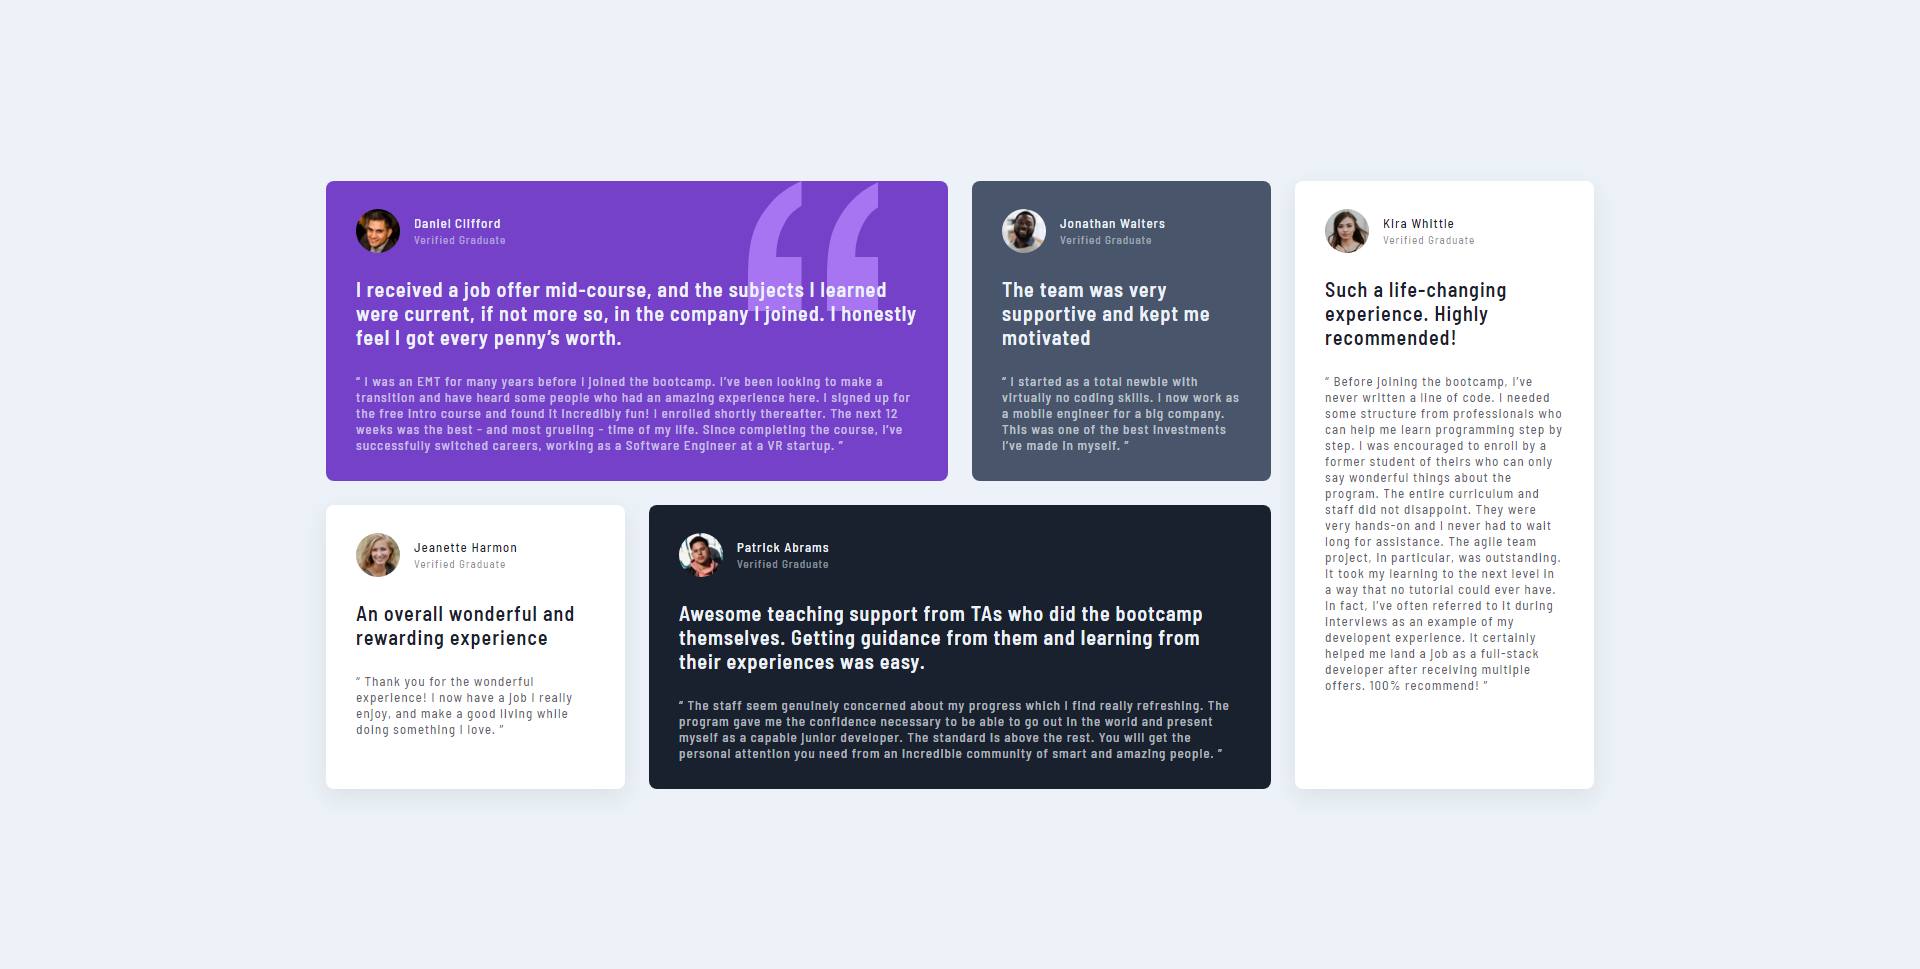 Daniel Clifford
Verified Graduate
I received a job offer mid-course, and the subjects I learned
were current, if not more so, in the company I joined. I honestly
feel I got every penny’s worth.
“ I was an EMT for many years before I joined the bootcamp. I’ve been looking to make a
transition and have heard some people who had an amazing experience here. I signed up for
the free intro course and found it incredibly fun! I enrolled shortly thereafter. The next 12
weeks was the best - and most grueling - time of my life. Since completing the course, I’ve
successfully switched careers, working as a Software Engineer at a VR startup. ”
Jonathan Walters
Verified Graduate
The team was very
supportive and kept me
motivated
“ I started as a total newbie with
virtually no coding skills. I now work as
a mobile engineer for a big company.
This was one of the best investments
I’ve made in myself. ”
Kira Whittle
Verified Graduate
Such a life-changing
experience. Highly
recommended!
“ Before joining the bootcamp, I’ve
never written a line of code. I needed
some structure from professionals who
can help me learn programming step by
step. I was encouraged to enroll by a
former student of theirs who can only
say wonderful things about the
program. The entire curriculum and
staff did not disappoint. They were
very hands-on and I never had to wait
long for assistance. The agile team
project, in particular, was outstanding.
It took my learning to the next level in
a way that no tutorial could ever have.
In fact, I’ve often referred to it during
interviews as an example of my
developent experience. It certainly
helped me land a job as a full-stack
developer after receiving multiple
offers. 100% recommend! ”
Jeanette Harmon
Verified Graduate
An overall wonderful and
rewarding experience
“ Thank you for the wonderful
experience! I now have a job I really
enjoy, and make a good living while
doing something I love. ”
Patrick Abrams
Verified Graduate
Awesome teaching support from TAs who did the bootcamp
themselves. Getting guidance from them and learning from
their experiences was easy.
“ The staff seem genuinely concerned about my progress which I find really refreshing. The
program gave me the confidence necessary to be able to go out in the world and present
myself as a capable junior developer. The standard is above the rest. You will get the
personal attention you need from an incredible community of smart and amazing people. ”